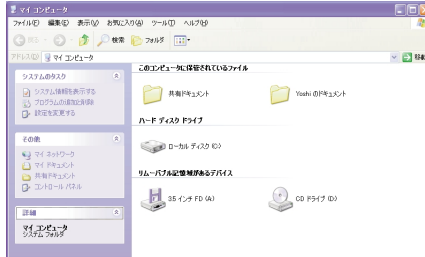 マイ コンピュータ
ファイル(F) 編集(E) 表示(V) お気に入り(A) ツール(T) ヘルプ(H)
戻る 検索 フォルダ
アドレス(D) マイ コンピュータ 移動
システムのタスク
システム情報を表示する
プログラムの追加と削除
設定を変更する
その他
マイ ネットワーク
マイ ドキュメント
共有ドキュメント
コントロール パネル
詳細
マイ コンピュータ
システム フォルダ
このコンピュータに保管されているファイル
共有ドキュメント
Yoshi のドキュメント
ハード ディスク ドライブ
ローカル ディスク (C:)
リムーバブル記憶域があるデバイス
3.5 インチ FD (A:)
CD ドライブ (D:)